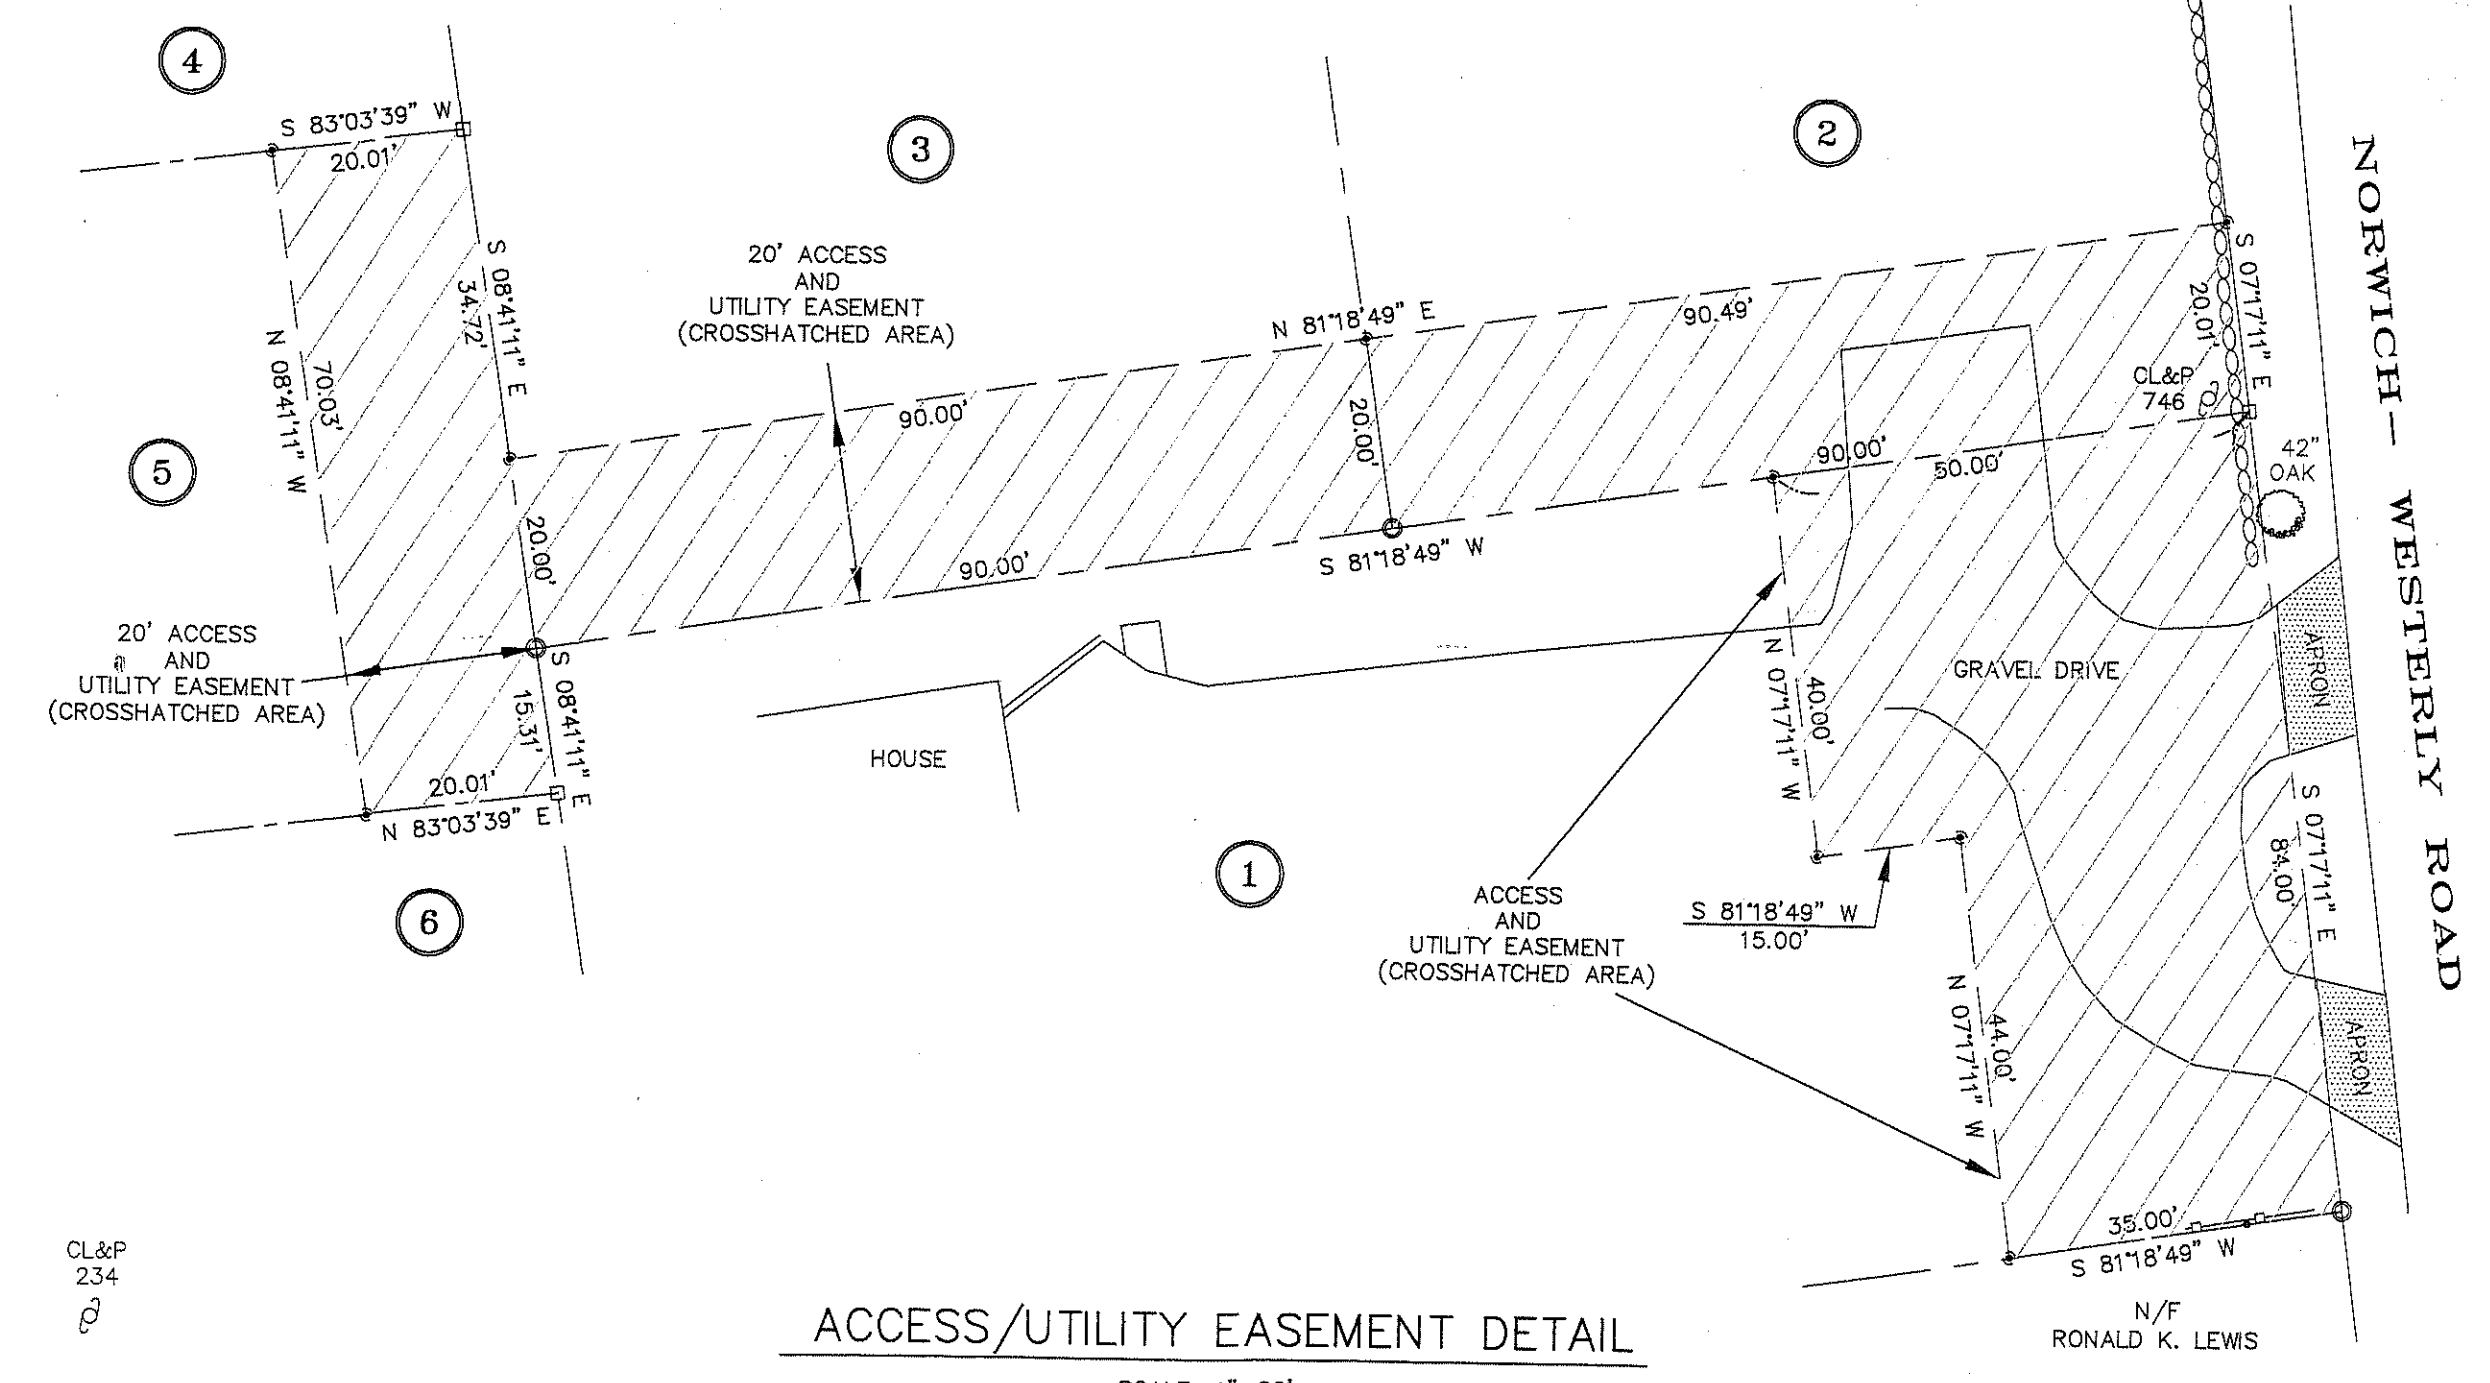 4
S 83°03'39" W
20.01'
3
2
S 08°41'11" E
34.72'
N 08°41'11" W
70.03'
20' ACCESS
AND
UTILITY EASEMENT
(CROSSHATCHED AREA)
N 81°18'49" E
90.49'
90.00'
20.00'
S 07°17'11" E
20.01'
CL&P
746
42"
OAK
NORWICH- WESTERLY ROAD
5
90.00'
50.00'
20.00'
90.00'
S 81°18'49" W
20' ACCESS
AND
UTILITY EASEMENT
(CROSSHATCHED AREA)
S 08°41'11" E
15.31'
20.01'
N 83°03'39" E
HOUSE
N 07°17'11" W
40.00'
GRAVEL DRIVE
APRON
S 07°17'11" E
84.00'
6
1
ACCESS
AND
UTILITY EASEMENT
(CROSSHATCHED AREA)
S 81°18'49" W
15.00'
N 07°17'11" W
44.00'
APRON
35.00'
S 81°18'49" W
CL&P
234
N/F
RONALD K. LEWIS
ACCESS/UTILITY EASEMENT DETAIL